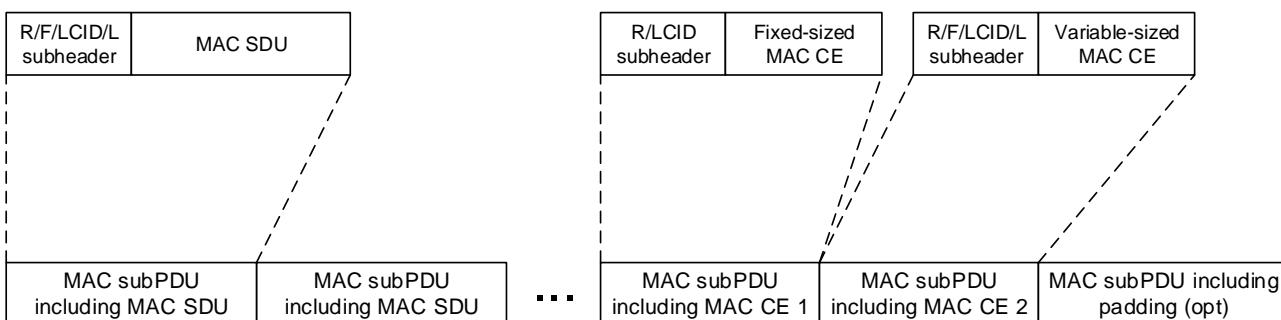 R/F/LCID/L
subheader
MAC SDU
R/LCID
subheader
Fixed-sized
MAC CE
R/F/LCID/L
subheader
Variable-sized
MAC CE
MAC subPDU
including MAC SDU
MAC subPDU
including MAC SDU
...
MAC subPDU
including MAC CE 1
MAC subPDU
including MAC CE 2
MAC subPDU including
padding (opt)